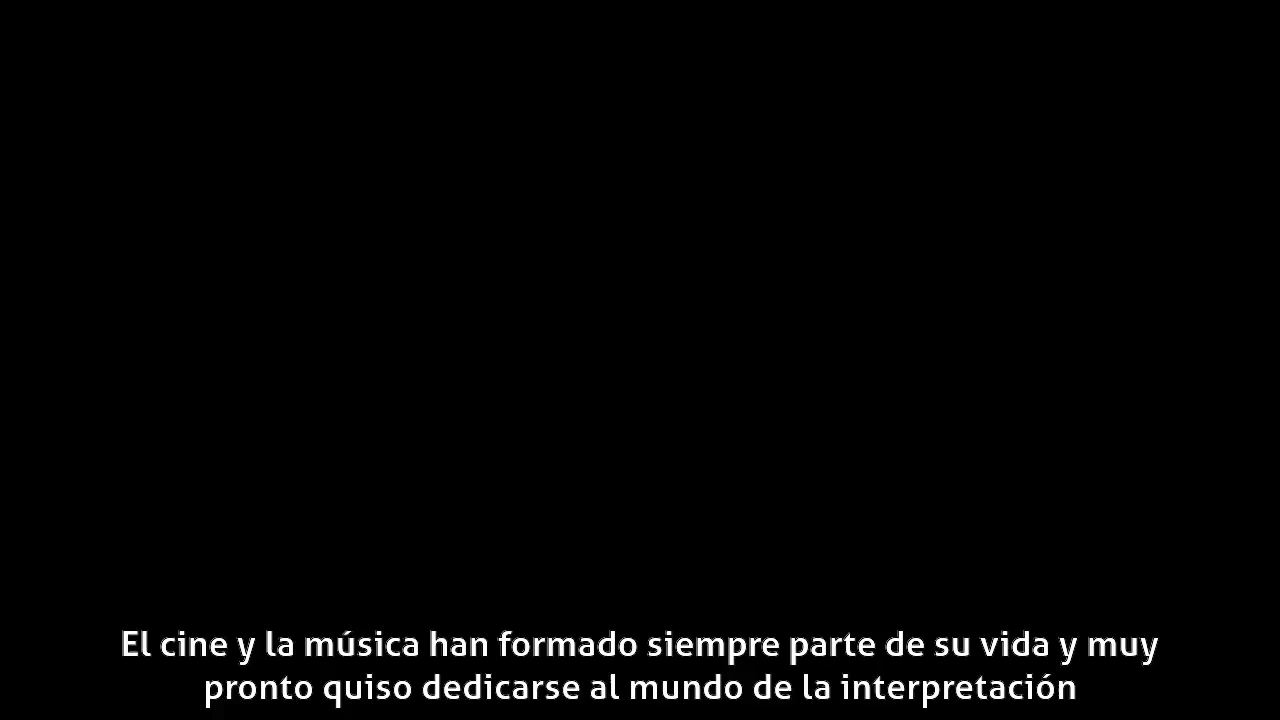 El cine y la música han formado siempre parte de su vida y muy
pronto quiso dedicarse al mundo de la interpretación